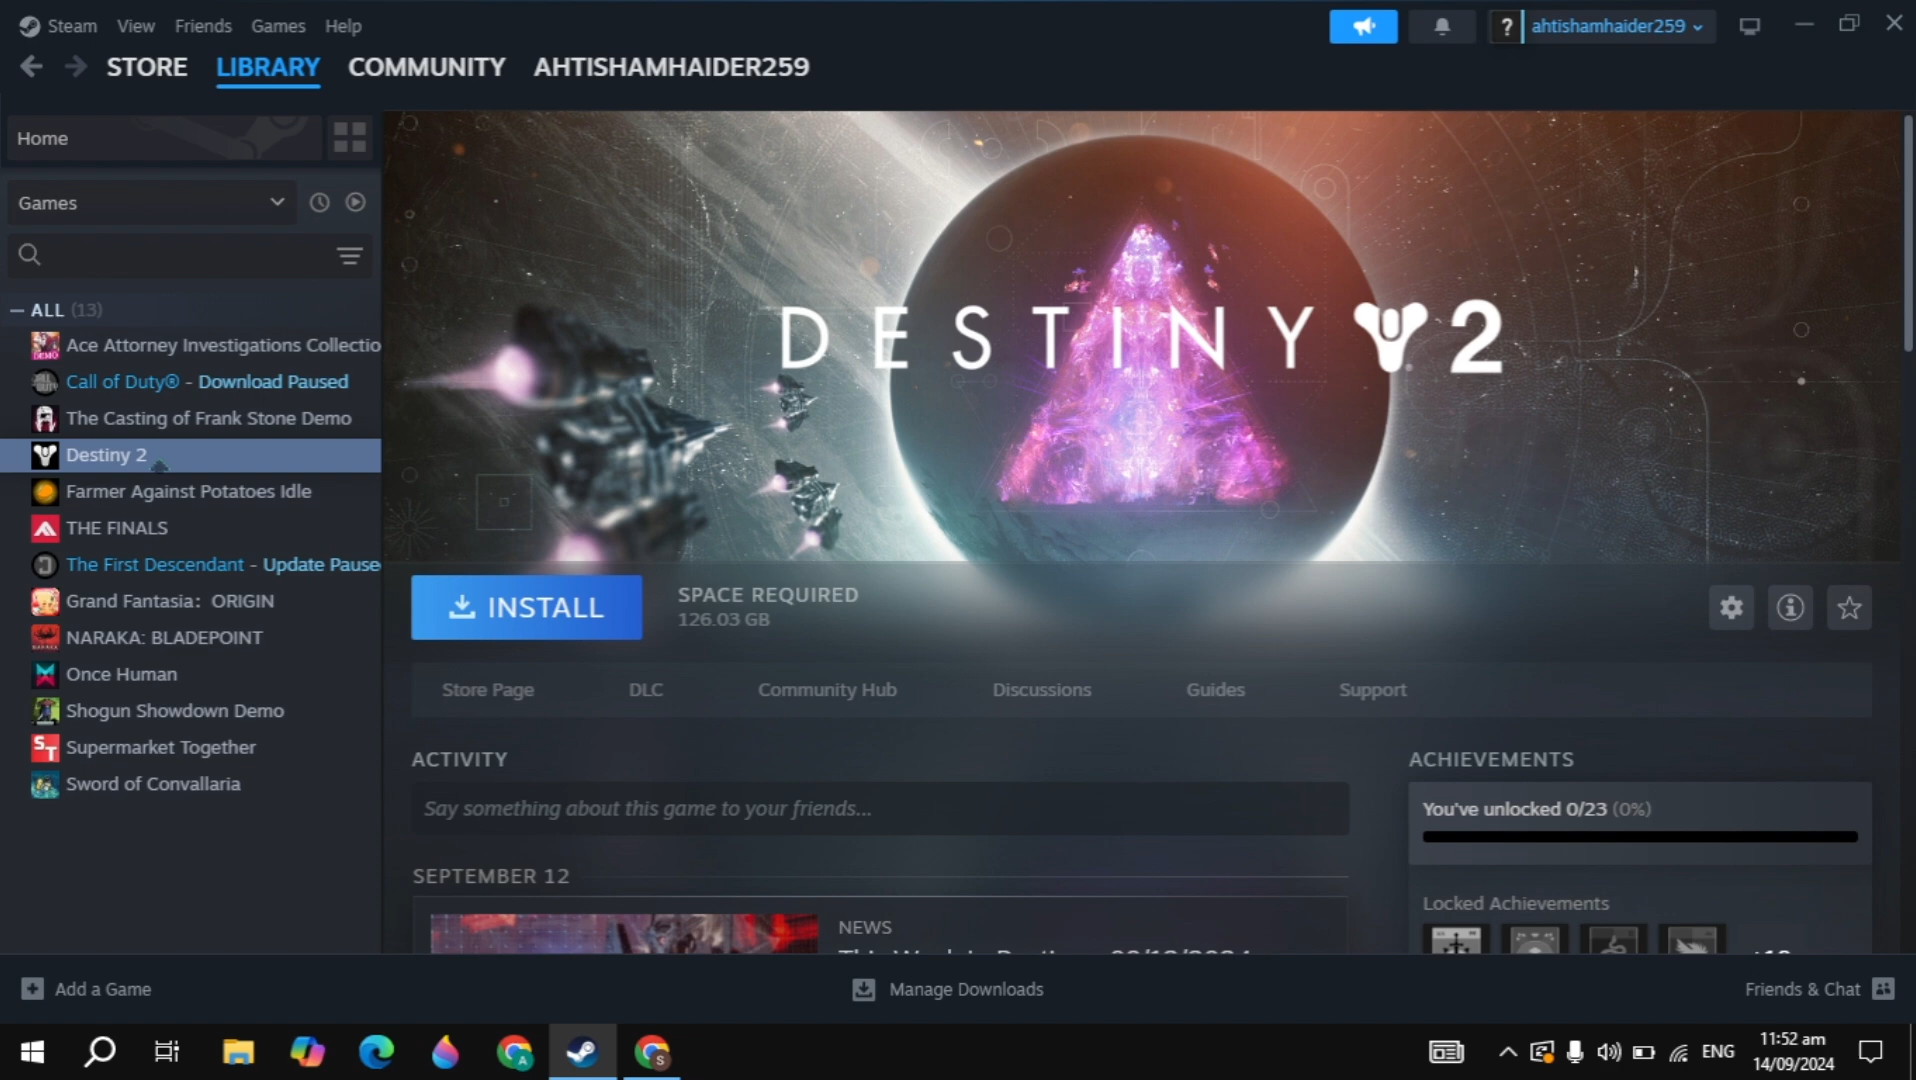 Steam View Friends Games Help
? ahtishamhaider259
STORE LIBRARY COMMUNITY AHTISHAMHAIDER259
Home
Games
ALL (13)
Ace Attorney Investigations Collectio
Call of Duty® - Download Paused
The Casting of Frank Stone Demo
Destiny 2
Farmer Against Potatoes Idle
THE FINALS
The First Descendant - Update Pause
Grand Fantasia: ORIGIN
NARAKA: BLADEPOINT
Once Human
Shogun Showdown Demo
Supermarket Together
Sword of Convallaria
DESTINY 2
INSTALL
SPACE REQUIRED
126.03 GB
Store Page DLC Community Hub Discussions Guides Support
ACTIVITY
Say something about this game to your friends...
SEPTEMBER 12
NEWS
ACHIEVEMENTS
You've unlocked 0/23 (0%)
Locked Achievements
Add a Game
Manage Downloads
Friends & Chat
ENG
11:52 am
14/09/2024